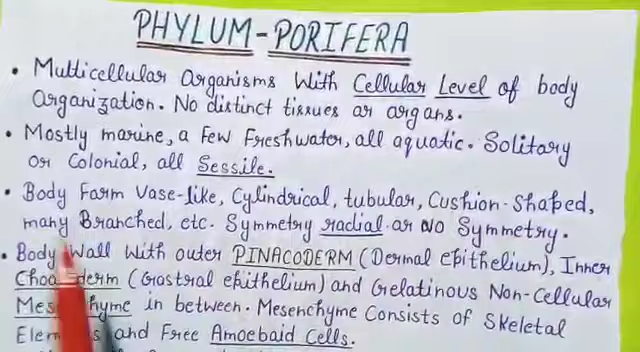 PHYLUM-PORIFERA
• Multicellular Organisms With Cellular Level of body
Organization. No distinct tissues or organs.
• Mostly marine, a Few Freshwater, all aquatic. Solitary
or Colonial, all Sessile.
• Body Form Vase-like, Cylindrical, tubular, Cushion-Shaped,
many Branched, etc. Symmetry radial or No Symmetry.
• Body Wall With outer PINACODERM (Dermal epithelium), Inner
(Gastral epithelium) and Gelatinous Non-Cellular
in between. Mesenchyme Consists of Skeletal
and Free Amoebaid Cells.